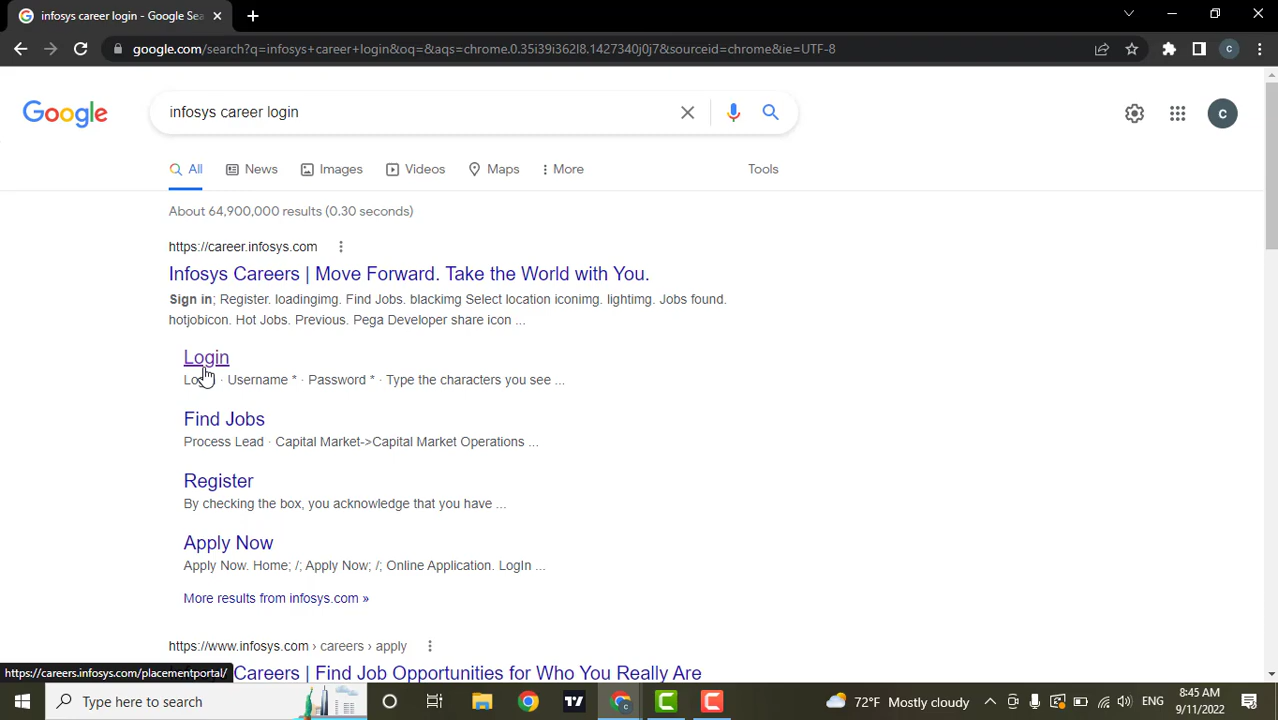 infosys career login - Google Sea
google.com/search?q=infosys+career+login&oq=&aqs=chrome.0.35i39i362l8.1427340j0j7&sourceid=chrome&ie=UTF-8
C
Google
infosys career login
C
All
News
Images
Videos
Maps
More
Tools
About 64,900,000 results (0.30 seconds)
https://career.infosys.com
Infosys Careers | Move Forward. Take the World with You.
Sign in; Register. loadingimg. Find Jobs. blackimg Select location iconimg. lightimg. Jobs found.
hotjobicon. Hot Jobs. Previous. Pega Developer share icon ...
Login
Username * · Password * · Type the characters you see ...
Find Jobs
Process Lead · Capital Market->Capital Market Operations ...
Register
By checking the box, you acknowledge that you have ...
Apply Now
Apply Now. Home; /; Apply Now; /; Online Application. LogIn ...
More results from infosys.com »
https://www.infosys.com › careers › apply
Careers | Find Job Opportunities for Who You Really Are
https://careers.infosys.com/placementportal/
Type here to search
72°F Mostly cloudy
ENG
8:45 AM
9/11/2022